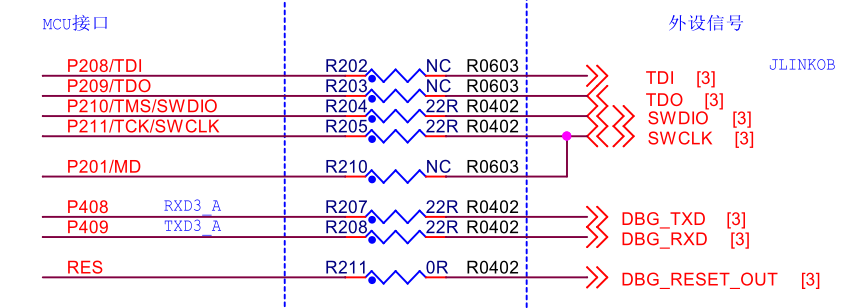 MCU接口 外设信号
JLINKOB
P208/TDI R202 NC R0603 TDI [3]
P209/TDO R203 NC R0603 TDO [3]
P210/TMS/SWDIO R204 22R R0402 SWDIO [3]
P211/TCK/SWCLK R205 22R R0402 SWCLK [3]
P201/MD R210 NC R0603
P408 RXD3_A R207 22R R0402 DBG_TXD [3]
P409 TXD3_A R208 22R R0402 DBG_RXD [3]
RES R211 0R R0402 DBG_RESET_OUT [3]